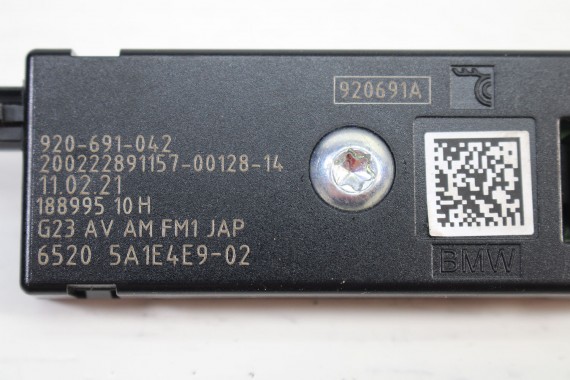 920691A
920-691-042
200222891157-00128-14
11.02.21
188995 10 H
G23 AV AM FM1 JAP
6520 5A1E4E9-02
BMW